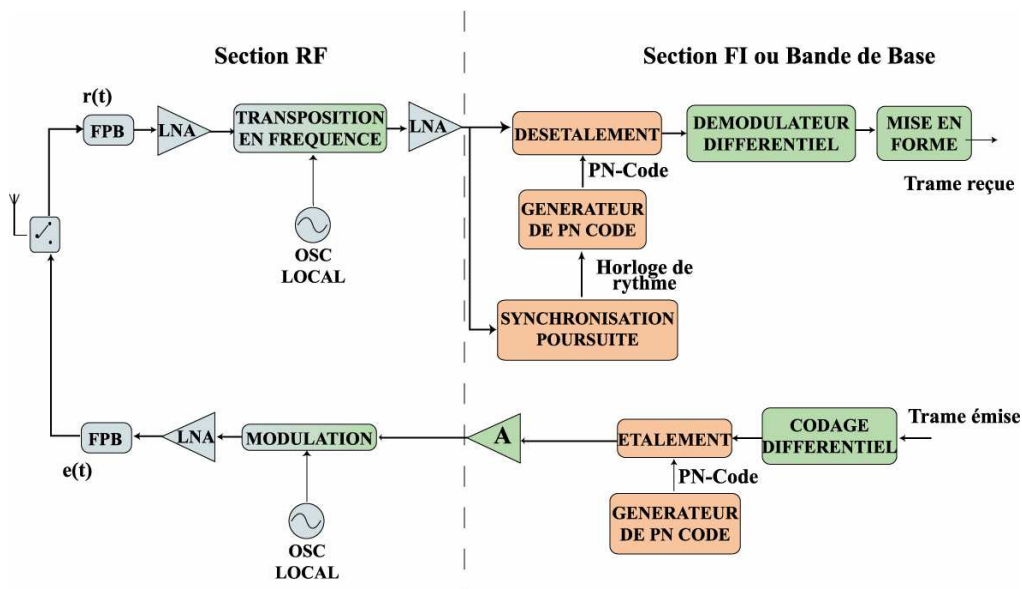 Section RF
Section FI ou Bande de Base
r(t)
FPB
LNA
TRANSPOSITION
EN FREQUENCE
LNA
DESETALEMENT
DEMODULATEUR
DIFFERENTIEL
MISE EN
FORME
Trame reçue
PN-Code
GENERATEUR
DE PN CODE
OSC
LOCAL
Horloge de
rythme
SYNCHRONISATION
POURSUITE
Trame émise
CODAGE
DIFFERENTIEL
ETALEMENT
A
MODULATION
LNA
FPB
e(t)
PN-Code
GENERATEUR
DE PN CODE
OSC
LOCAL